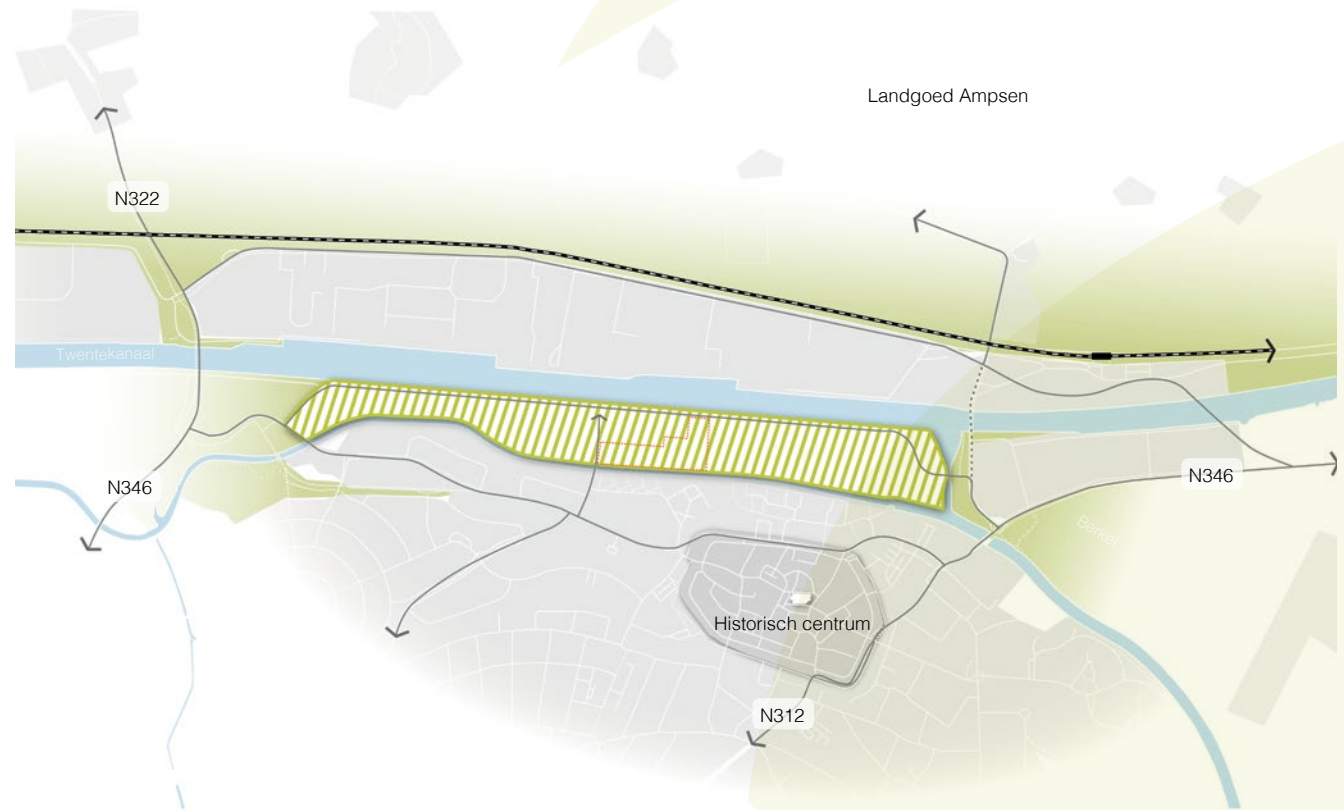 Landgoed Ampsen
N322
Twentekanaal
N346
N346
Berkel
Historisch centrum
N312